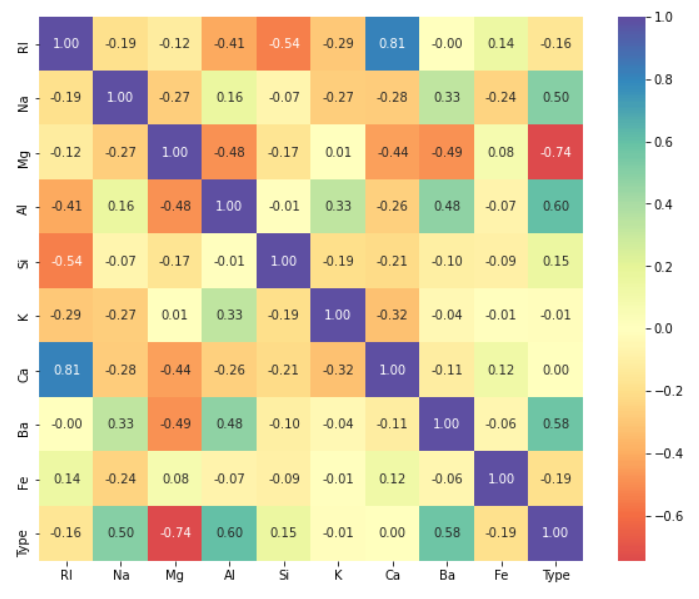 RI 1.00 -0.19 -0.12 -0.41 -0.54 -0.29 0.81 -0.00 0.14 -0.16
Na -0.19 1.00 -0.27 0.16 -0.07 -0.27 -0.28 0.33 -0.24 0.50
Mg -0.12 -0.27 1.00 -0.48 -0.17 0.01 -0.44 -0.49 0.08 -0.74
Al -0.41 0.16 -0.48 1.00 -0.01 0.33 -0.26 0.48 -0.07 0.60
Si -0.54 -0.07 -0.17 -0.01 1.00 -0.19 -0.21 -0.10 -0.09 0.15
K -0.29 -0.27 0.01 0.33 -0.19 1.00 -0.32 -0.04 -0.01 -0.01
Ca 0.81 -0.28 -0.44 -0.26 -0.21 -0.32 1.00 -0.11 0.12 0.00
Ba -0.00 0.33 -0.49 0.48 -0.10 -0.04 -0.11 1.00 -0.06 0.58
Fe 0.14 -0.24 0.08 -0.07 -0.09 -0.01 0.12 -0.06 1.00 -0.19
Type -0.16 0.50 -0.74 0.60 0.15 -0.01 0.00 0.58 -0.19 1.00
RI Na Mg Al Si K Ca Ba Fe Type
1.0
0.8
0.6
0.4
0.2
0.0
−0.2
−0.4
−0.6